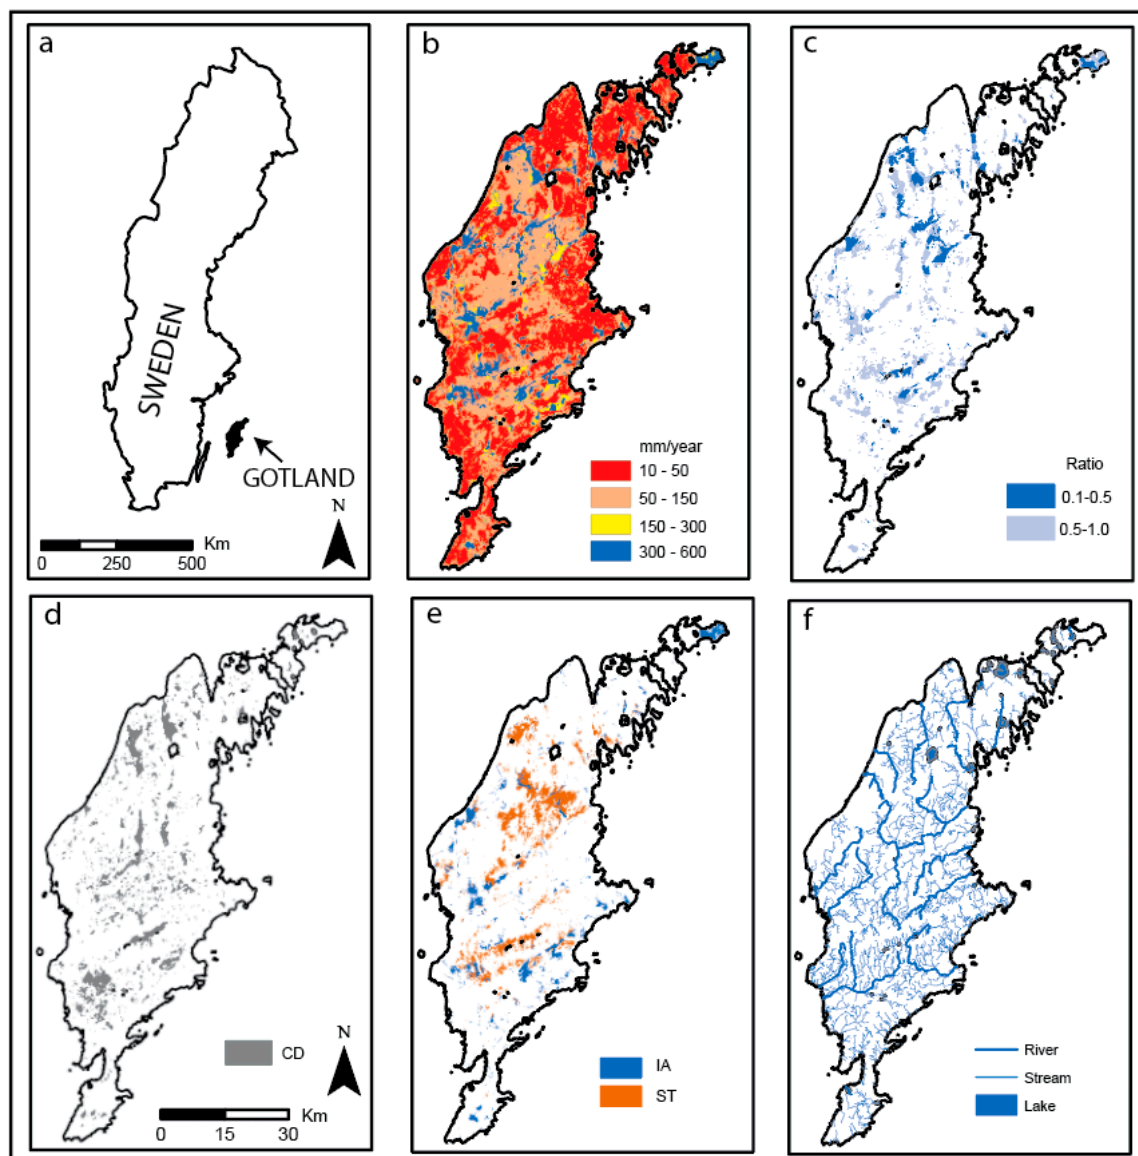 a
SWEDEN
GOTLAND
N
Km
0 250 500
b
mm/year
10 - 50
50 - 150
150 - 300
300 - 600
c
Ratio
0.1-0.5
0.5-1.0
d
CD
N
Km
0 15 30
e
IA
ST
f
River
Stream
Lake